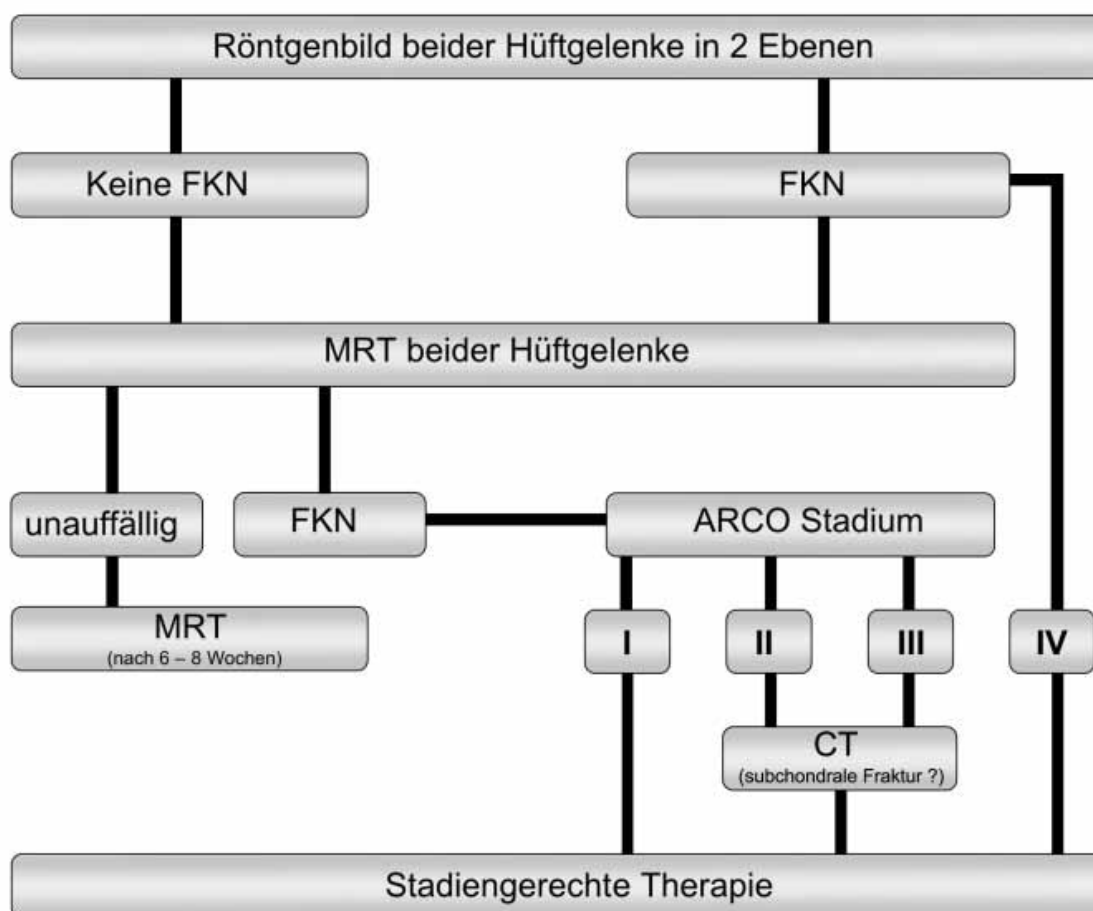 Röntgenbild beider Hüftgelenke in 2 Ebenen
Keine FKN
FKN
MRT beider Hüftgelenke
unauffällig
FKN
ARCO Stadium
MRT
(nach 6 – 8 Wochen)
I
II
III
IV
CT
(subchondrale Fraktur ?)
Stadiengerechte Therapie